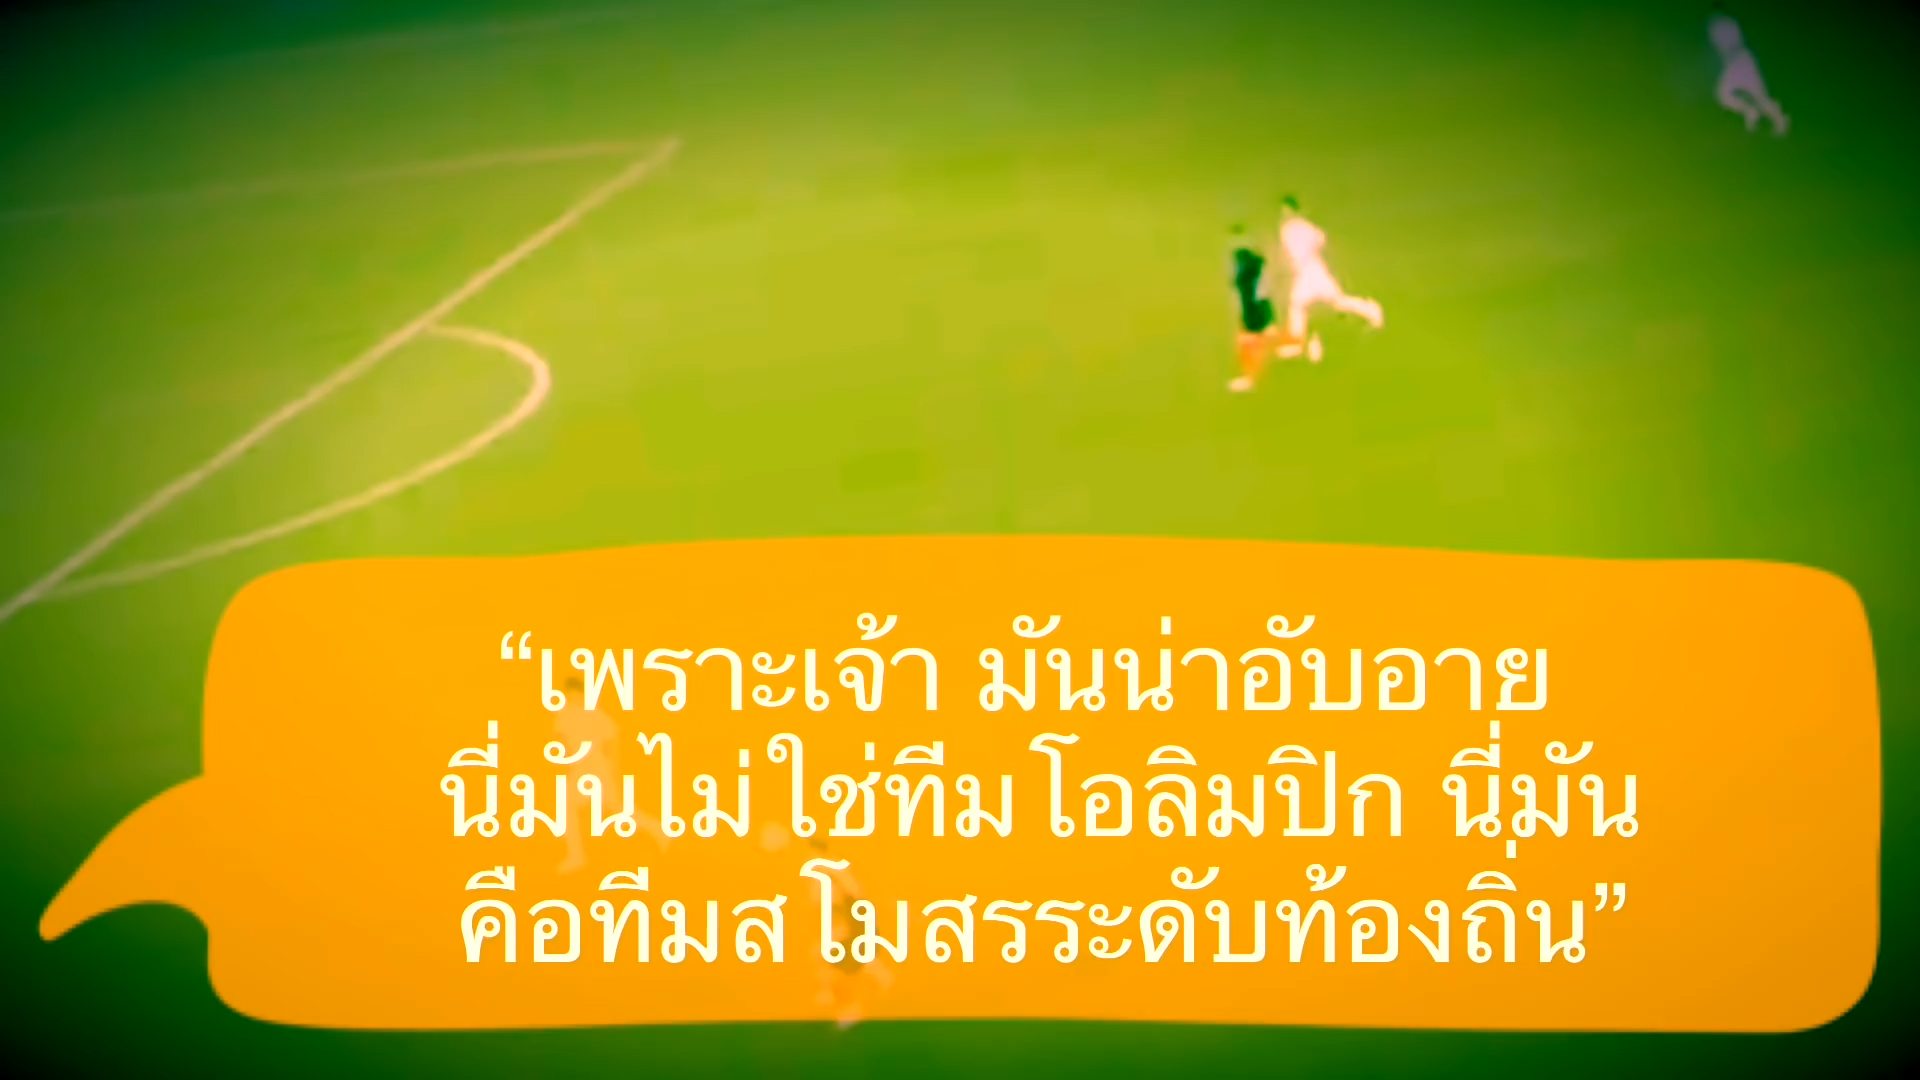 “เพราะเจ้า มันน่าอับอาย
นี่มันไม่ใช่ทีมโอลิมปิก นี่มัน
คือทีมสโมสรระดับท้องถิ่น”